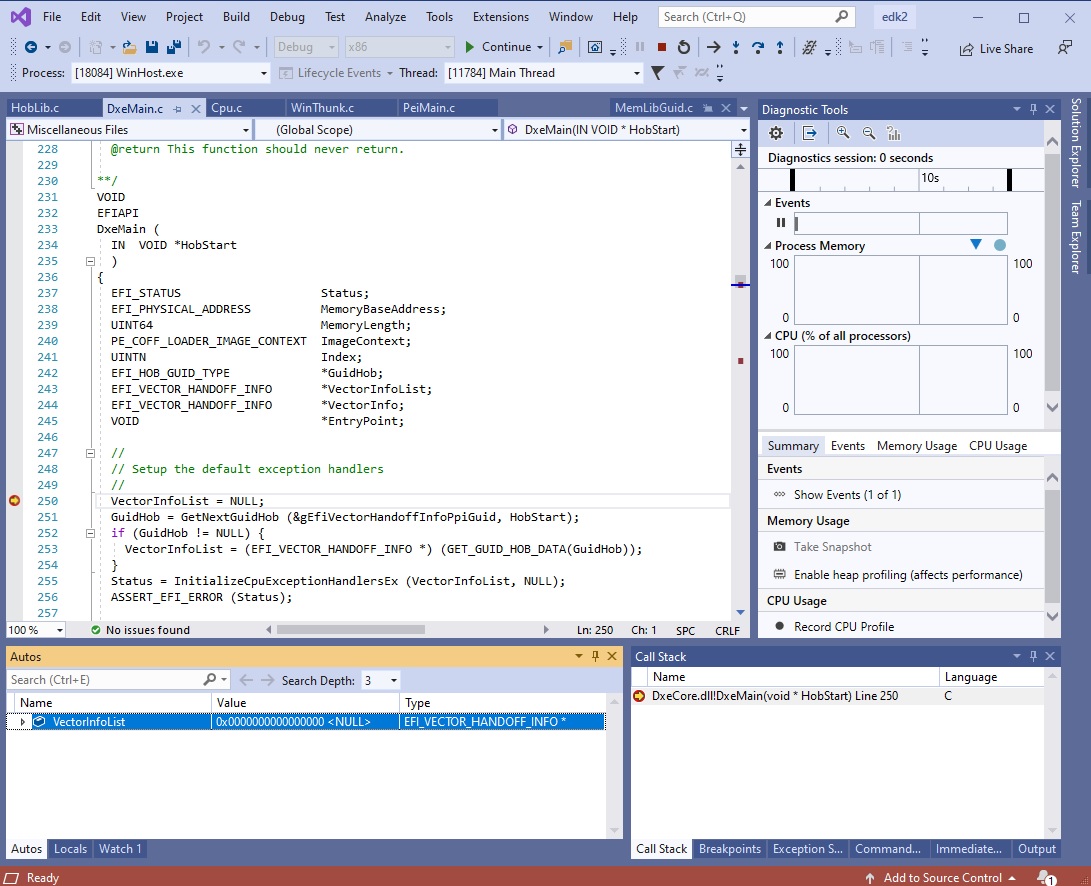 File Edit View Project Build Debug Test Analyze Tools Extensions Window Help Search (Ctrl+Q) edk2
Debug x86 Continue Live Share
Process: [18084] WinHost.exe Lifecycle Events Thread: [11784] Main Thread
HobLib.c DxeMain.c Cpu.c WinThunk.c PeiMain.c MemLibGuid.c
Miscellaneous Files (Global Scope) DxeMain(IN VOID * HobStart)
228 @return This function should never return.
229
230 **/
231 VOID
232 EFIAPI
233 DxeMain (
234 IN  VOID *HobStart
235 )
236 {
237 EFI_STATUS Status;
238 EFI_PHYSICAL_ADDRESS MemoryBaseAddress;
239 UINT64 MemoryLength;
240 PE_COFF_LOADER_IMAGE_CONTEXT ImageContext;
241 UINTN Index;
242 EFI_HOB_GUID_TYPE *GuidHob;
243 EFI_VECTOR_HANDOFF_INFO *VectorInfoList;
244 EFI_VECTOR_HANDOFF_INFO *VectorInfo;
245 VOID *EntryPoint;
246
247 //
248 // Setup the default exception handlers
249 //
250 VectorInfoList = NULL;
251 GuidHob = GetNextGuidHob (&gEfiVectorHandoffInfoPpiGuid, HobStart);
252 if (GuidHob != NULL) {
253 VectorInfoList = (EFI_VECTOR_HANDOFF_INFO *) (GET_GUID_HOB_DATA(GuidHob));
254 }
255 Status = InitializeCpuExceptionHandlersEx (VectorInfoList, NULL);
256 ASSERT_EFI_ERROR (Status);
257
100 % No issues found Ln: 250 Ch: 1 SPC CRLF
Diagnostic Tools
Diagnostics session: 0 seconds
10s
Events
Process Memory
100 100
0 0
CPU (% of all processors)
100 100
0 0
Summary Events Memory Usage CPU Usage
Events
Show Events (1 of 1)
Memory Usage
Take Snapshot
Enable heap profiling (affects performance)
CPU Usage
Record CPU Profile
Solution Explorer
Team Explorer
Autos
Search (Ctrl+E) Search Depth: 3
Name Value Type
VectorInfoList 0x0000000000000000 <NULL> EFI_VECTOR_HANDOFF_INFO *
Autos Locals Watch 1
Call Stack
Name Language
DxeCore.dll!DxeMain(void * HobStart) Line 250 C
Call Stack Breakpoints Exception S... Command... Immediate... Output
Ready Add to Source Control 1